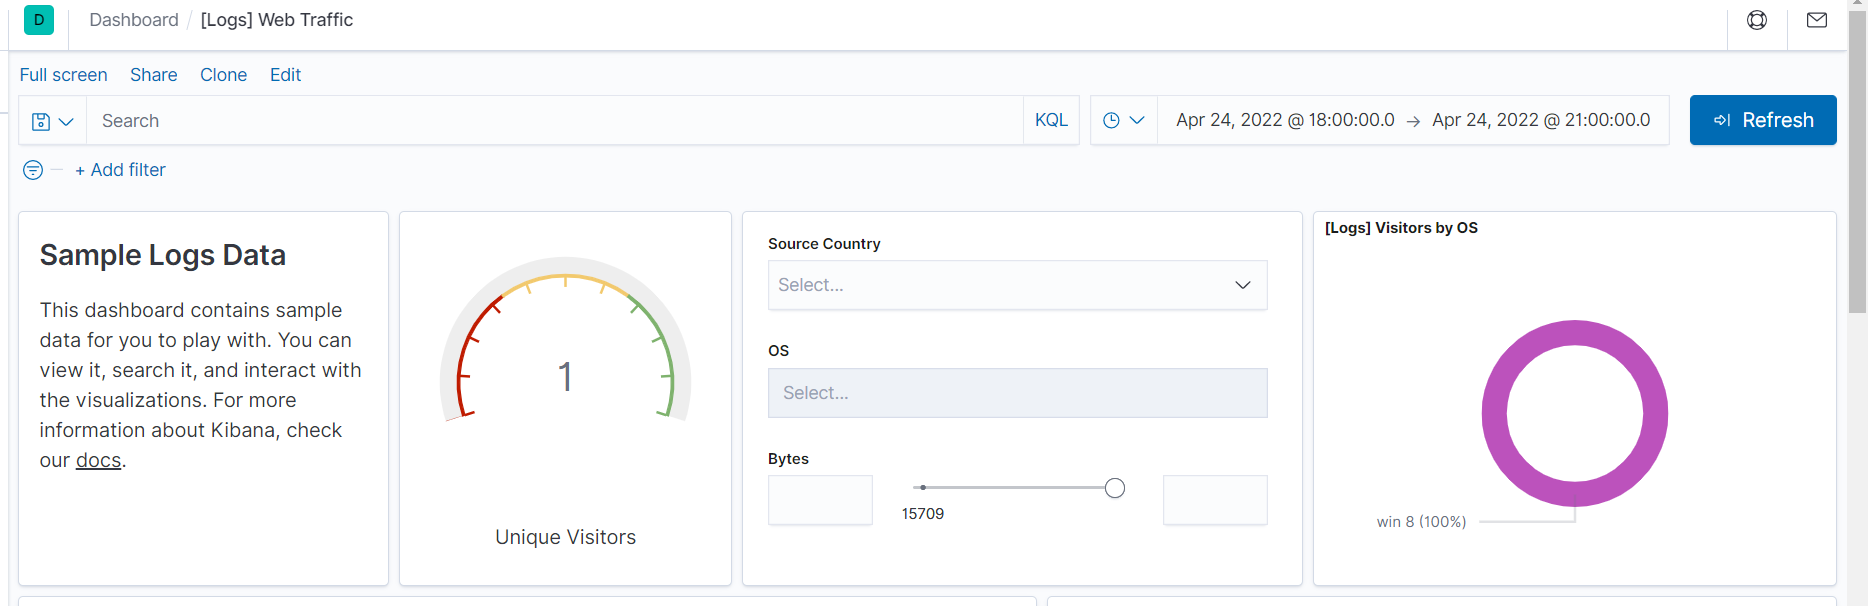 D
Dashboard / [Logs] Web Traffic
Full screen Share Clone Edit
Search KQL Apr 24, 2022 @ 18:00:00.0 → Apr 24, 2022 @ 21:00:00.0 Refresh
+ Add filter
Sample Logs Data
This dashboard contains sample
data for you to play with. You can
view it, search it, and interact with
the visualizations. For more
information about Kibana, check
our docs.
1
Unique Visitors
Source Country
Select...
OS
Select...
Bytes
15709
[Logs] Visitors by OS
win 8 (100%)